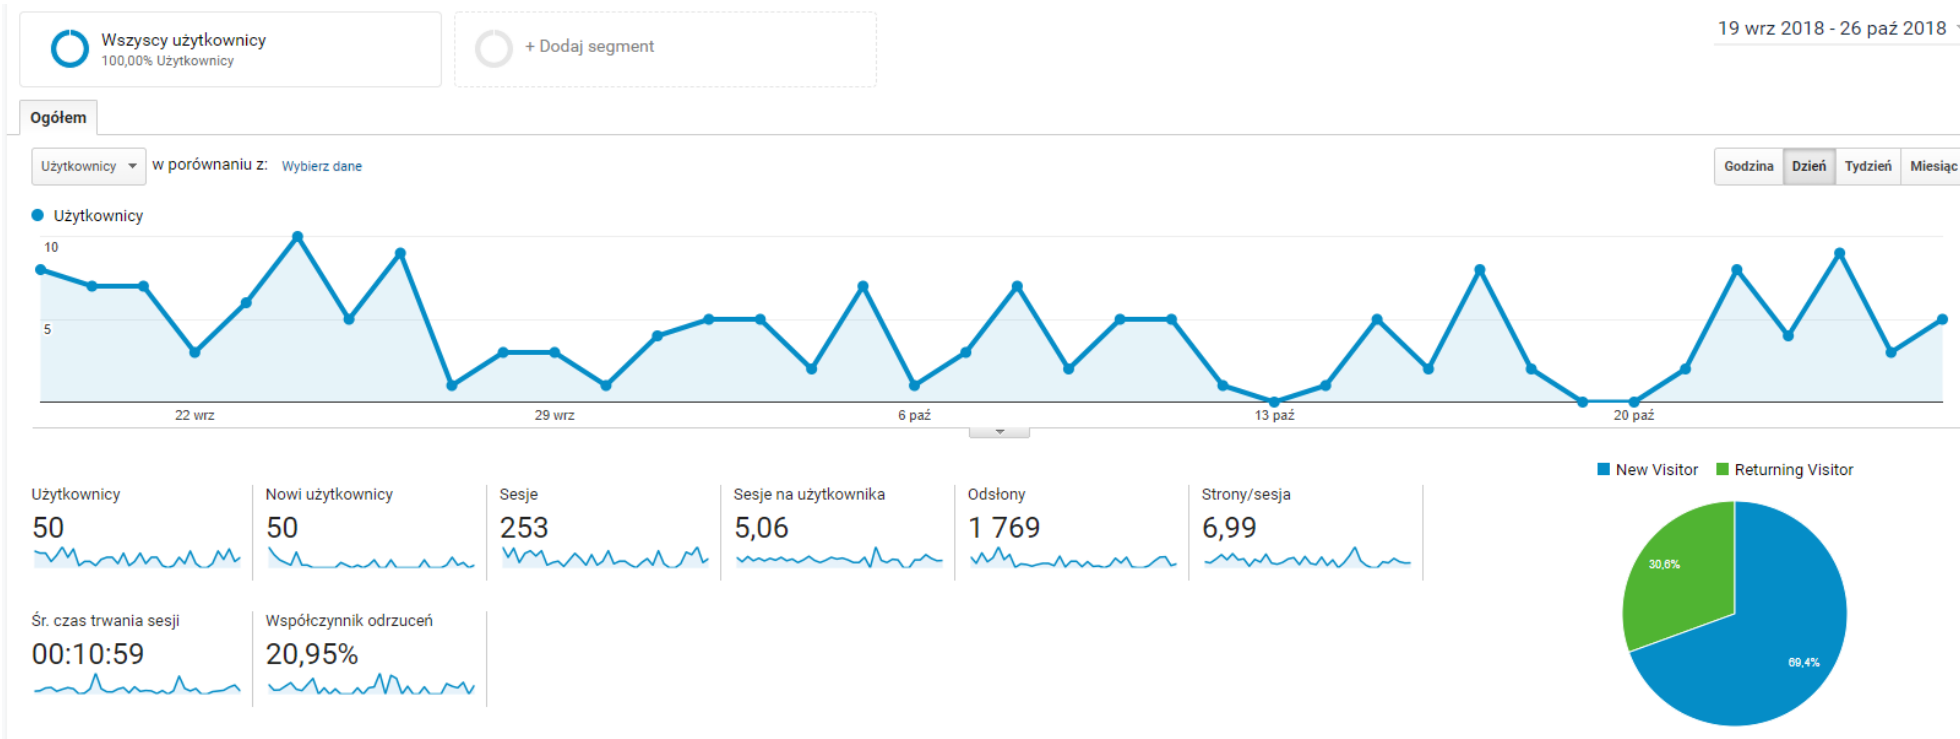 Wszyscy użytkownicy
100,00% Użytkownicy
+ Dodaj segment
19 wrz 2018 - 26 paź 2018
Ogółem
Użytkownicy w porównaniu z: Wybierz dane
Godzina Dzień Tydzień Miesiąc
Użytkownicy
10
5
22 wrz 29 wrz 6 paź 13 paź 20 paź
New Visitor Returning Visitor
Użytkownicy
50
Nowi użytkownicy
50
Sesje
253
Sesje na użytkownika
5,06
Odsłony
1 769
Strony/sesja
6,99
Śr. czas trwania sesji
00:10:59
Współczynnik odrzuceń
20,95%
30,6%
69,4%